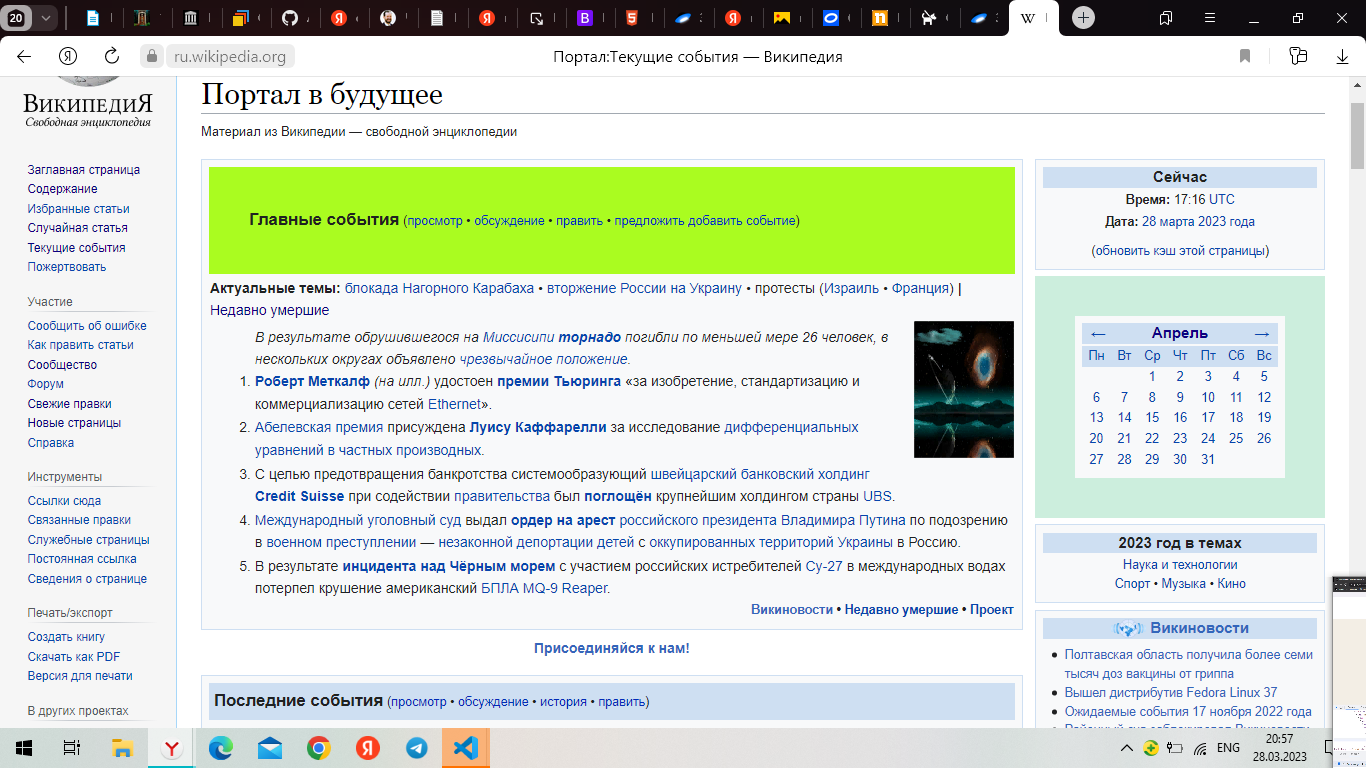 20
ru.wikipedia.org
Портал:Текущие события — Википедия
ВИКИПЕДИЯ
Свободная энциклопедия
Заглавная страница
Содержание
Избранные статьи
Случайная статья
Текущие события
Пожертвовать
Участие
Сообщить об ошибке
Как править статьи
Сообщество
Форум
Свежие правки
Новые страницы
Справка
Инструменты
Ссылки сюда
Связанные правки
Служебные страницы
Постоянная ссылка
Сведения о странице
Печать/экспорт
Создать книгу
Скачать как PDF
Версия для печати
В других проектах
Портал в будущее
Материал из Википедии — свободной энциклопедии
Главные события (просмотр • обсуждение • править • предложить добавить событие)
Актуальные темы: блокада Нагорного Карабаха • вторжение России на Украину • протесты (Израиль • Франция) |
Недавно умершие
В результате обрушившегося на Миссисипи торнадо погибли по меньшей мере 26 человек, в
нескольких округах объявлено чрезвычайное положение.
1. Роберт Меткалф (на илл.) удостоен премии Тьюринга «за изобретение, стандартизацию и
коммерциализацию сетей Ethernet».
2. Абелевская премия присуждена Луису Каффарелли за исследование дифференциальных
уравнений в частных производных.
3. С целью предотвращения банкротства системообразующий швейцарский банковский холдинг
Credit Suisse при содействии правительства был поглощён крупнейшим холдингом страны UBS.
4. Международный уголовный суд выдал ордер на арест российского президента Владимира Путина по подозрению
в военном преступлении — незаконной депортации детей с оккупированных территорий Украины в Россию.
5. В результате инцидента над Чёрным морем с участием российских истребителей Су-27 в международных водах
потерпел крушение американский БПЛА MQ-9 Reaper.
Викиновости • Недавно умершие • Проект
Присоединяйся к нам!
Последние события (просмотр • обсуждение • история • править)
Сейчас
Время: 17:16 UTC
Дата: 28 марта 2023 года
(обновить кэш этой страницы)
← Апрель →
Пн Вт Ср Чт Пт Сб Вс
1 2 3 4 5
6 7 8 9 10 11 12
13 14 15 16 17 18 19
20 21 22 23 24 25 26
27 28 29 30 31
2023 год в темах
Наука и технологии
Спорт • Музыка • Кино
Викиновости
Полтавская область получила более семи
тысяч доз вакцины от гриппа
Вышел дистрибутив Fedora Linux 37
Ожидаемые события 17 ноября 2022 года
ENG
20:57
28.03.2023